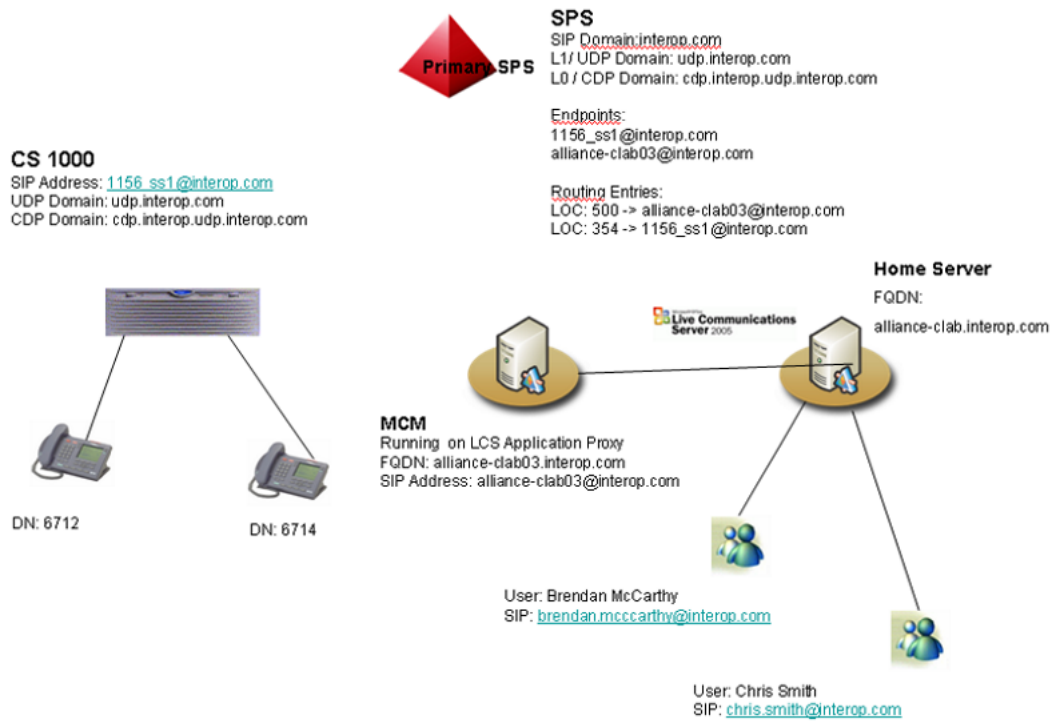 SPS
SIP Domain:interop.com
L1/ UDP Domain: udp.interop.com
L0 / CDP Domain: cdp.interop.udp.interop.com
Primary SPS
Endpoints:
1156_ss1@interop.com
alliance-clab03@interop.com
Routing Entries:
LOC: 500 -> alliance-clab03@interop.com
LOC: 354 -> 1156_ss1@interop.com
CS 1000
SIP Address: 1156_ss1@interop.com
UDP Domain: udp.interop.com
CDP Domain: cdp.interop.udp.interop.com
Home Server
FQDN:
alliance-clab.interop.com
Live Communications
Server 2005
MCM
Running on LCS Application Proxy
FQDN: alliance-clab03.interop.com
SIP Address: alliance-clab03@interop.com
DN: 6712
DN: 6714
User: Brendan McCarthy
SIP: brendan.mcccarthy@interop.com
User: Chris Smith
SIP: chris.smith@interop.com